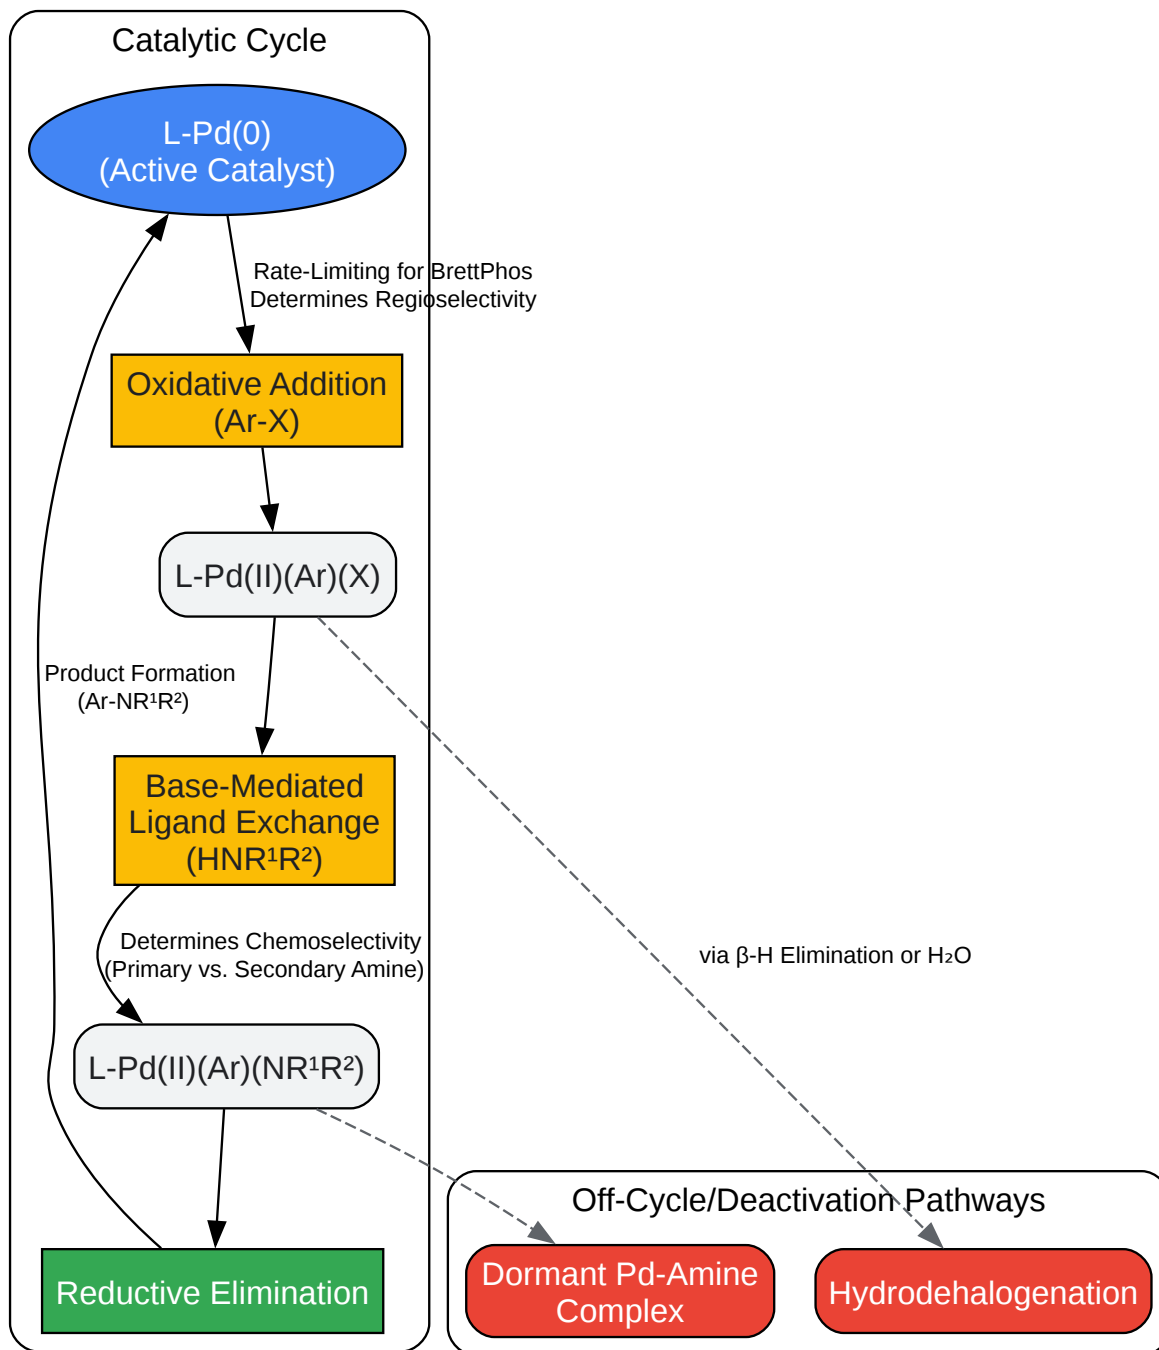 Catalytic Cycle
L-Pd(0)
(Active Catalyst)
Rate-Limiting for BrettPhos
Determines Regioselectivity
Oxidative Addition
(Ar-X)
L-Pd(II)(Ar)(X)
Product Formation
(Ar-NR¹R²)
Base-Mediated
Ligand Exchange
(HNR¹R²)
Determines Chemoselectivity
(Primary vs. Secondary Amine)
via β-H Elimination or H₂O
L-Pd(II)(Ar)(NR¹R²)
Reductive Elimination
Off-Cycle/Deactivation Pathways
Dormant Pd-Amine
Complex
Hydrodehalogenation